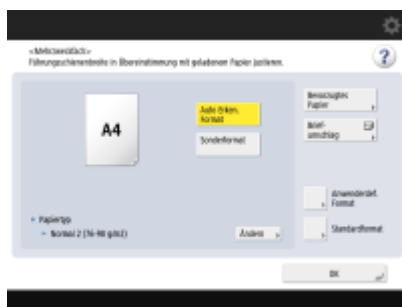 <Mehrzweckfach>
Führungsschienenbreite in Übereinstimmung mit geladenem Papier justieren.
?
A4
Auto Erken.
Format
Sonderformat
Bevorzugtes
Papier
Brief-
umschlag
Anwenderdef.
Format
Standardformat
• Papiertyp
Normal 2 (76-90 g/m2)
Ändern
OK